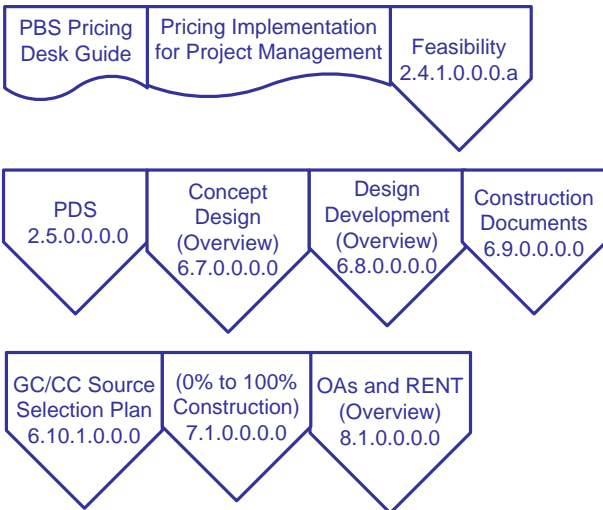 PBS Pricing
Desk Guide
Pricing Implementation
for Project Management
Feasibility
2.4.1.0.0.0.a
PDS
2.5.0.0.0.0
Concept
Design
(Overview)
6.7.0.0.0.0
Design
Development
(Overview)
6.8.0.0.0.0
Construction
Documents
6.9.0.0.0.0
GC/CC Source
Selection Plan
6.10.1.0.0.0
(0% to 100%
Construction)
7.1.0.0.0.0
OAs and RENT
(Overview)
8.1.0.0.0.0